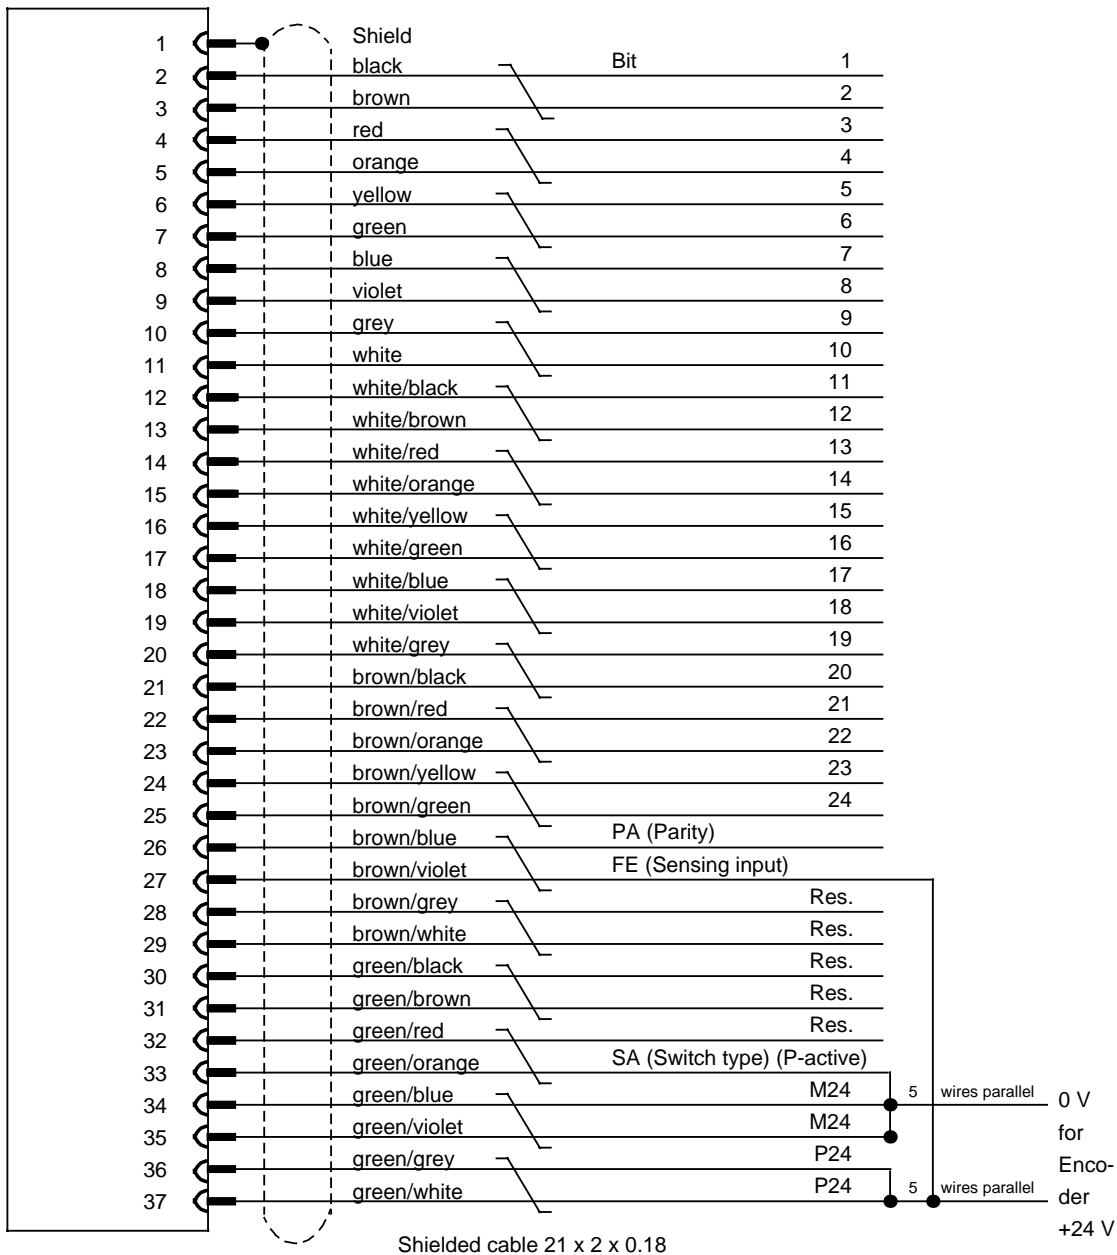 1 Shield
2 black Bit 1
3 brown 2
4 red 3
5 orange 4
6 yellow 5
7 green 6
8 blue 7
9 violet 8
10 grey 9
11 white 10
12 white/black 11
13 white/brown 12
14 white/red 13
15 white/orange 14
16 white/yellow 15
17 white/green 16
18 white/blue 17
19 white/violet 18
20 white/grey 19
21 brown/black 20
22 brown/red 21
23 brown/orange 22
24 brown/yellow 23
25 brown/green 24
26 brown/blue PA (Parity)
27 brown/violet FE (Sensing input)
28 brown/grey Res.
29 brown/white Res.
30 green/black Res.
31 green/brown Res.
32 green/red Res.
33 green/orange SA (Switch type) (P-active)
34 green/blue M24 5 wires parallel 0 V
35 green/violet M24 for
36 green/grey P24 Enco-
37 green/white P24 5 wires parallel der
+24 V
Shielded cable 21 x 2 x 0.18